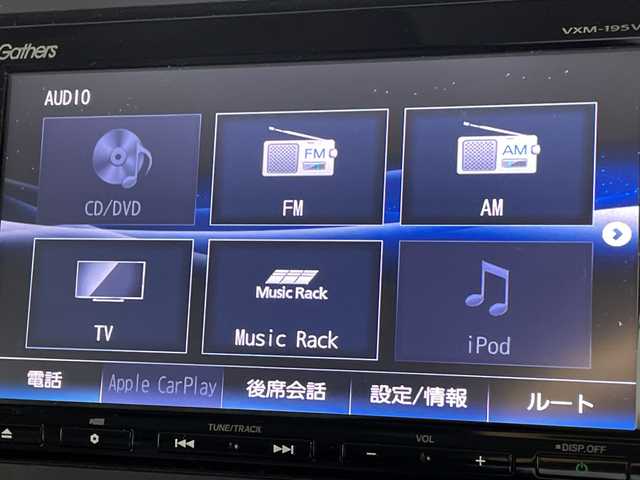 Gathers
VXM-195V
AUDIO
CD/DVD
FM
FM
AM
AM
TV
Music Rack
Music Rack
iPod
電話
Apple CarPlay
後席会話
設定/情報
ルート
TUNE/TRACK
VOL
DISP.OFF